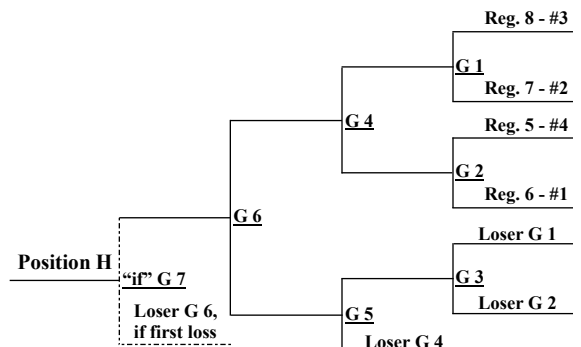 Reg. 8 - #3
G 1
Reg. 7 - #2
G 4
Reg. 5 - #4
G 2
Reg. 6 - #1
G 6
Loser G 1
Position H
“if” G 7
G 3
Loser G 6,
if first loss
G 5
Loser G 2
Loser G 4